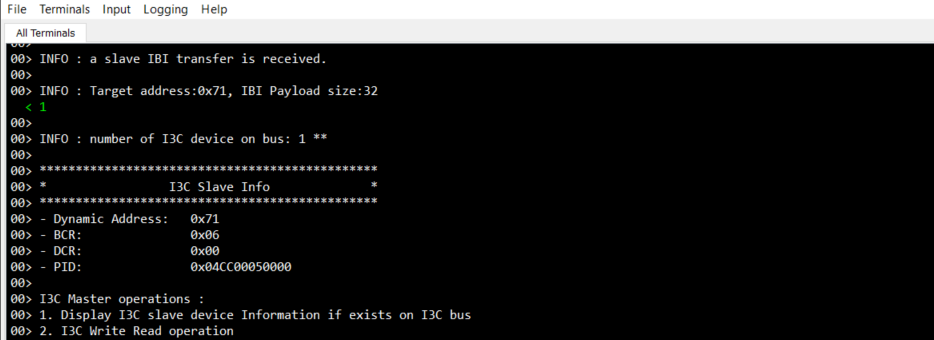 File Terminals Input Logging Help
All Terminals
00>
00> INFO : a slave IBI transfer is received.
00>
00> INFO : Target address:0x71, IBI Payload size:32
< 1
00>
00> INFO : number of I3C device on bus: 1 **
00>
00> ***********************************************
00> * I3C Slave Info *
00> ***********************************************
00> - Dynamic Address: 0x71
00> - BCR: 0x06
00> - DCR: 0x00
00> - PID: 0x04CC00050000
00>
00> I3C Master operations :
00> 1. Display I3C slave device Information if exists on I3C bus
00> 2. I3C Write Read operation